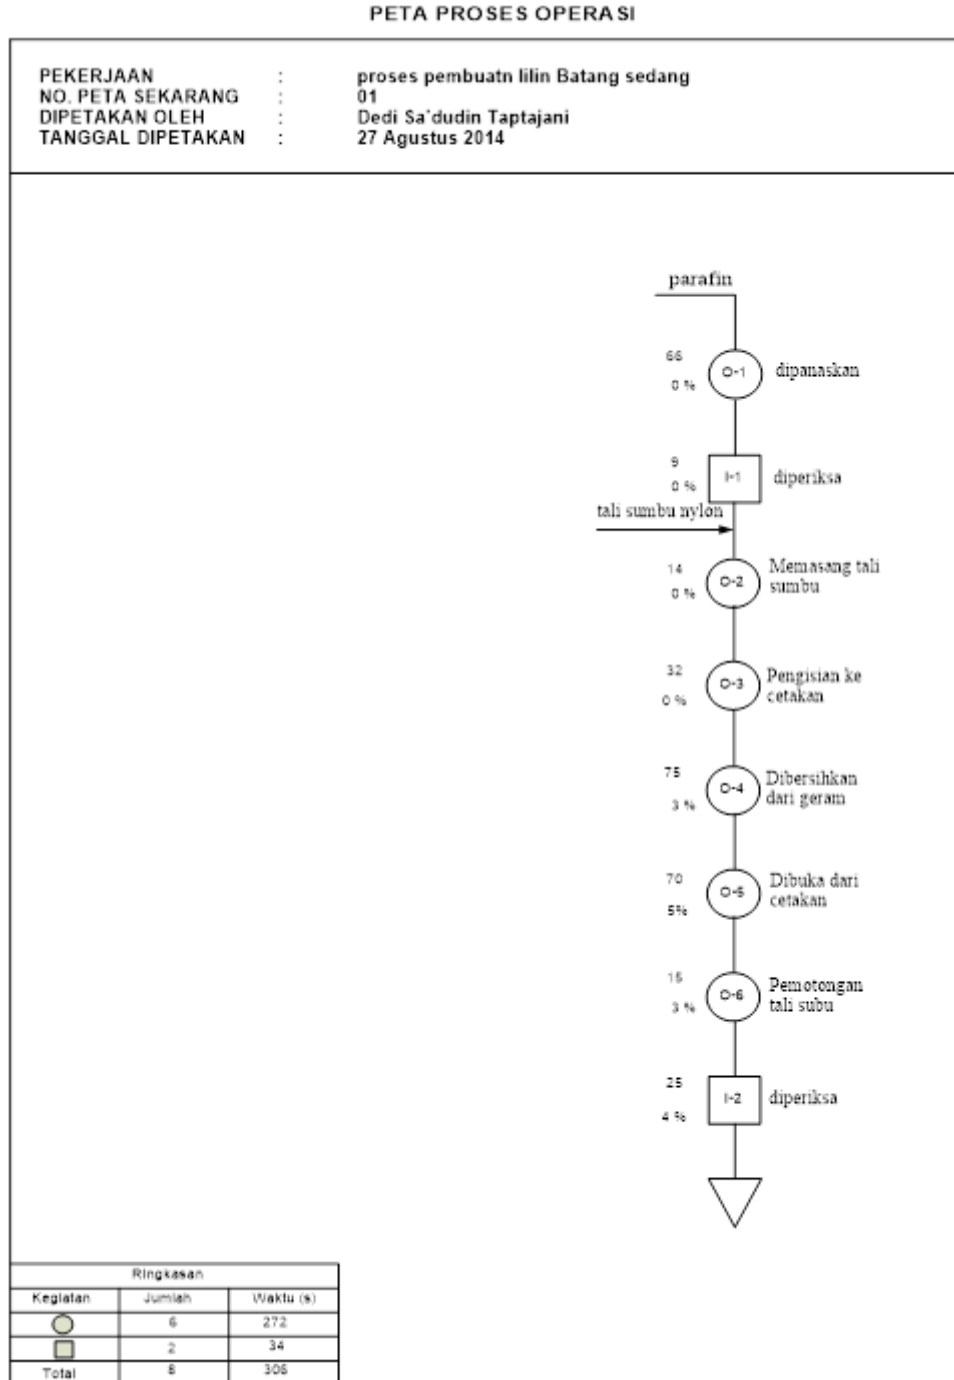 PETA PROSES OPERASI
PEKERJAAN : proses pembuatn lilin Batang sedang
NO. PETA SEKARANG : 01
DIPETAKAN OLEH : Dedi Sa'dudin Taptajani
TANGGAL DIPETAKAN : 27 Agustus 2014
parafin
66
0 %
O-1
dipanaskan
9
0 %
I-1
diperiksa
tali sumbu nylon
14
0 %
O-2
Memasang tali
sumbu
32
0 %
O-3
Pengisian ke
cetakan
75
3 %
O-4
Dibersihkan
dari geram
70
5%
O-5
Dibuka dari
cetakan
15
3 %
O-6
Pemotongan
tali subu
25
4 %
I-2
diperiksa
Ringkasan
Kegiatan Jumlah Waktu (s)
6 272
2 34
Total 8 306